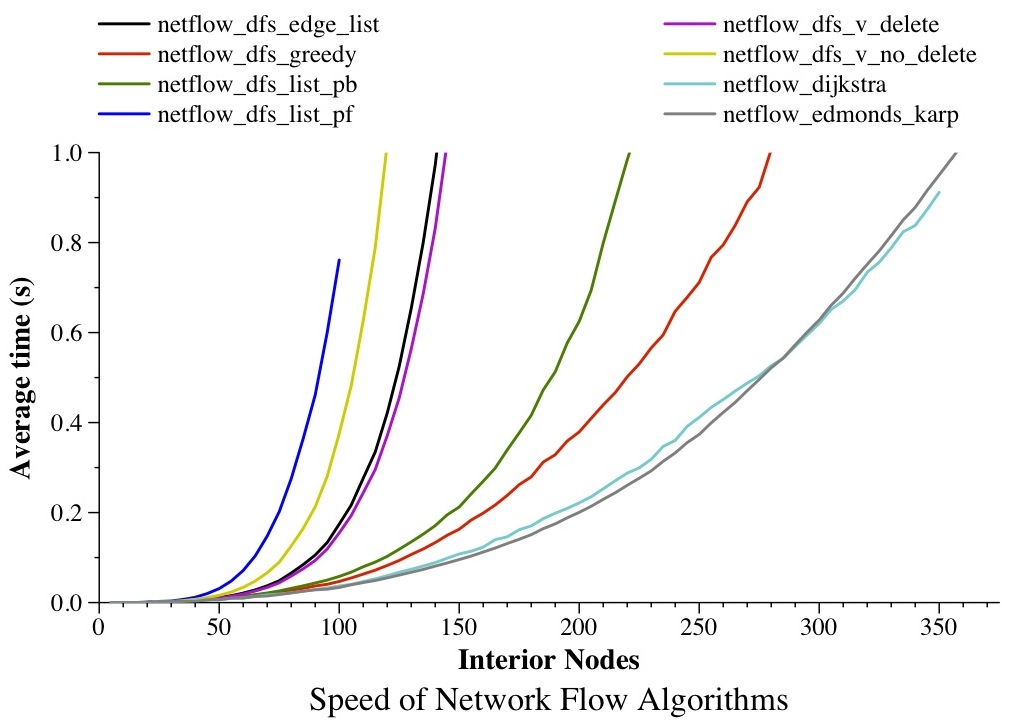 netflow_dfs_edge_list
netflow_dfs_greedy
netflow_dfs_list_pb
netflow_dfs_list_pf
netflow_dfs_v_delete
netflow_dfs_v_no_delete
netflow_dijkstra
netflow_edmonds_karp
1.0
0.8
0.6
0.4
0.2
0.0
Average time (s)
0 50 100 150 200 250 300 350
Interior Nodes
Speed of Network Flow Algorithms